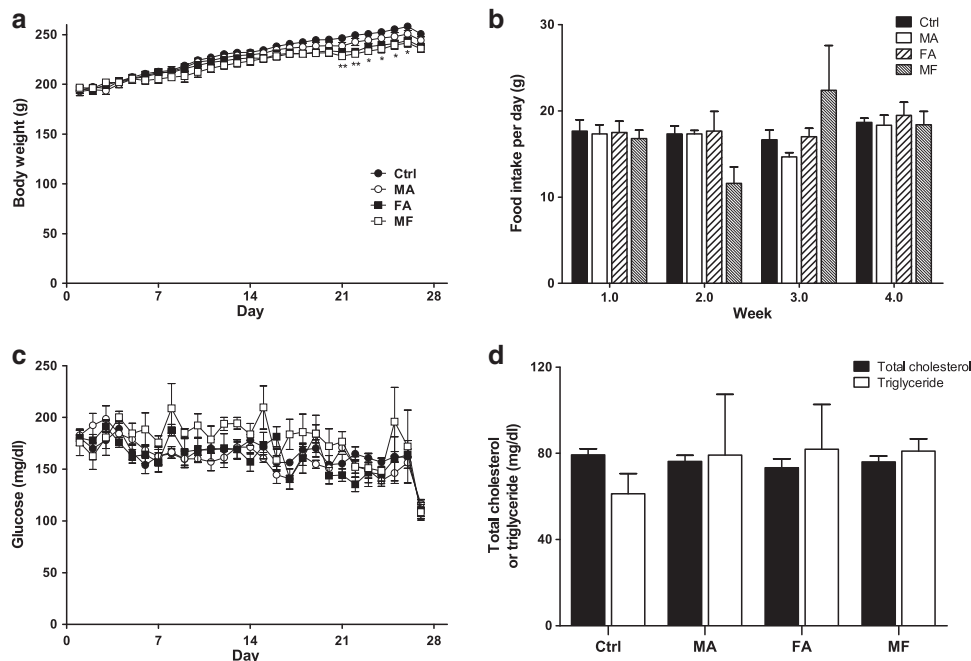 a
Body weight (g)
250
200
150
100
50
0
0 7 14 21 28
Day
Ctrl
MA
FA
MF
** ** * * * *
b
Food intake per day (g)
30
20
10
0
1.0 2.0 3.0 4.0
Week
Ctrl
MA
FA
MF
c
Glucose (mg/dl)
250
200
150
100
50
0
0 7 14 21 28
Day
d
Total cholesterol
or triglyceride (mg/dl)
120
80
40
0
Ctrl MA FA MF
Total cholesterol
Triglyceride